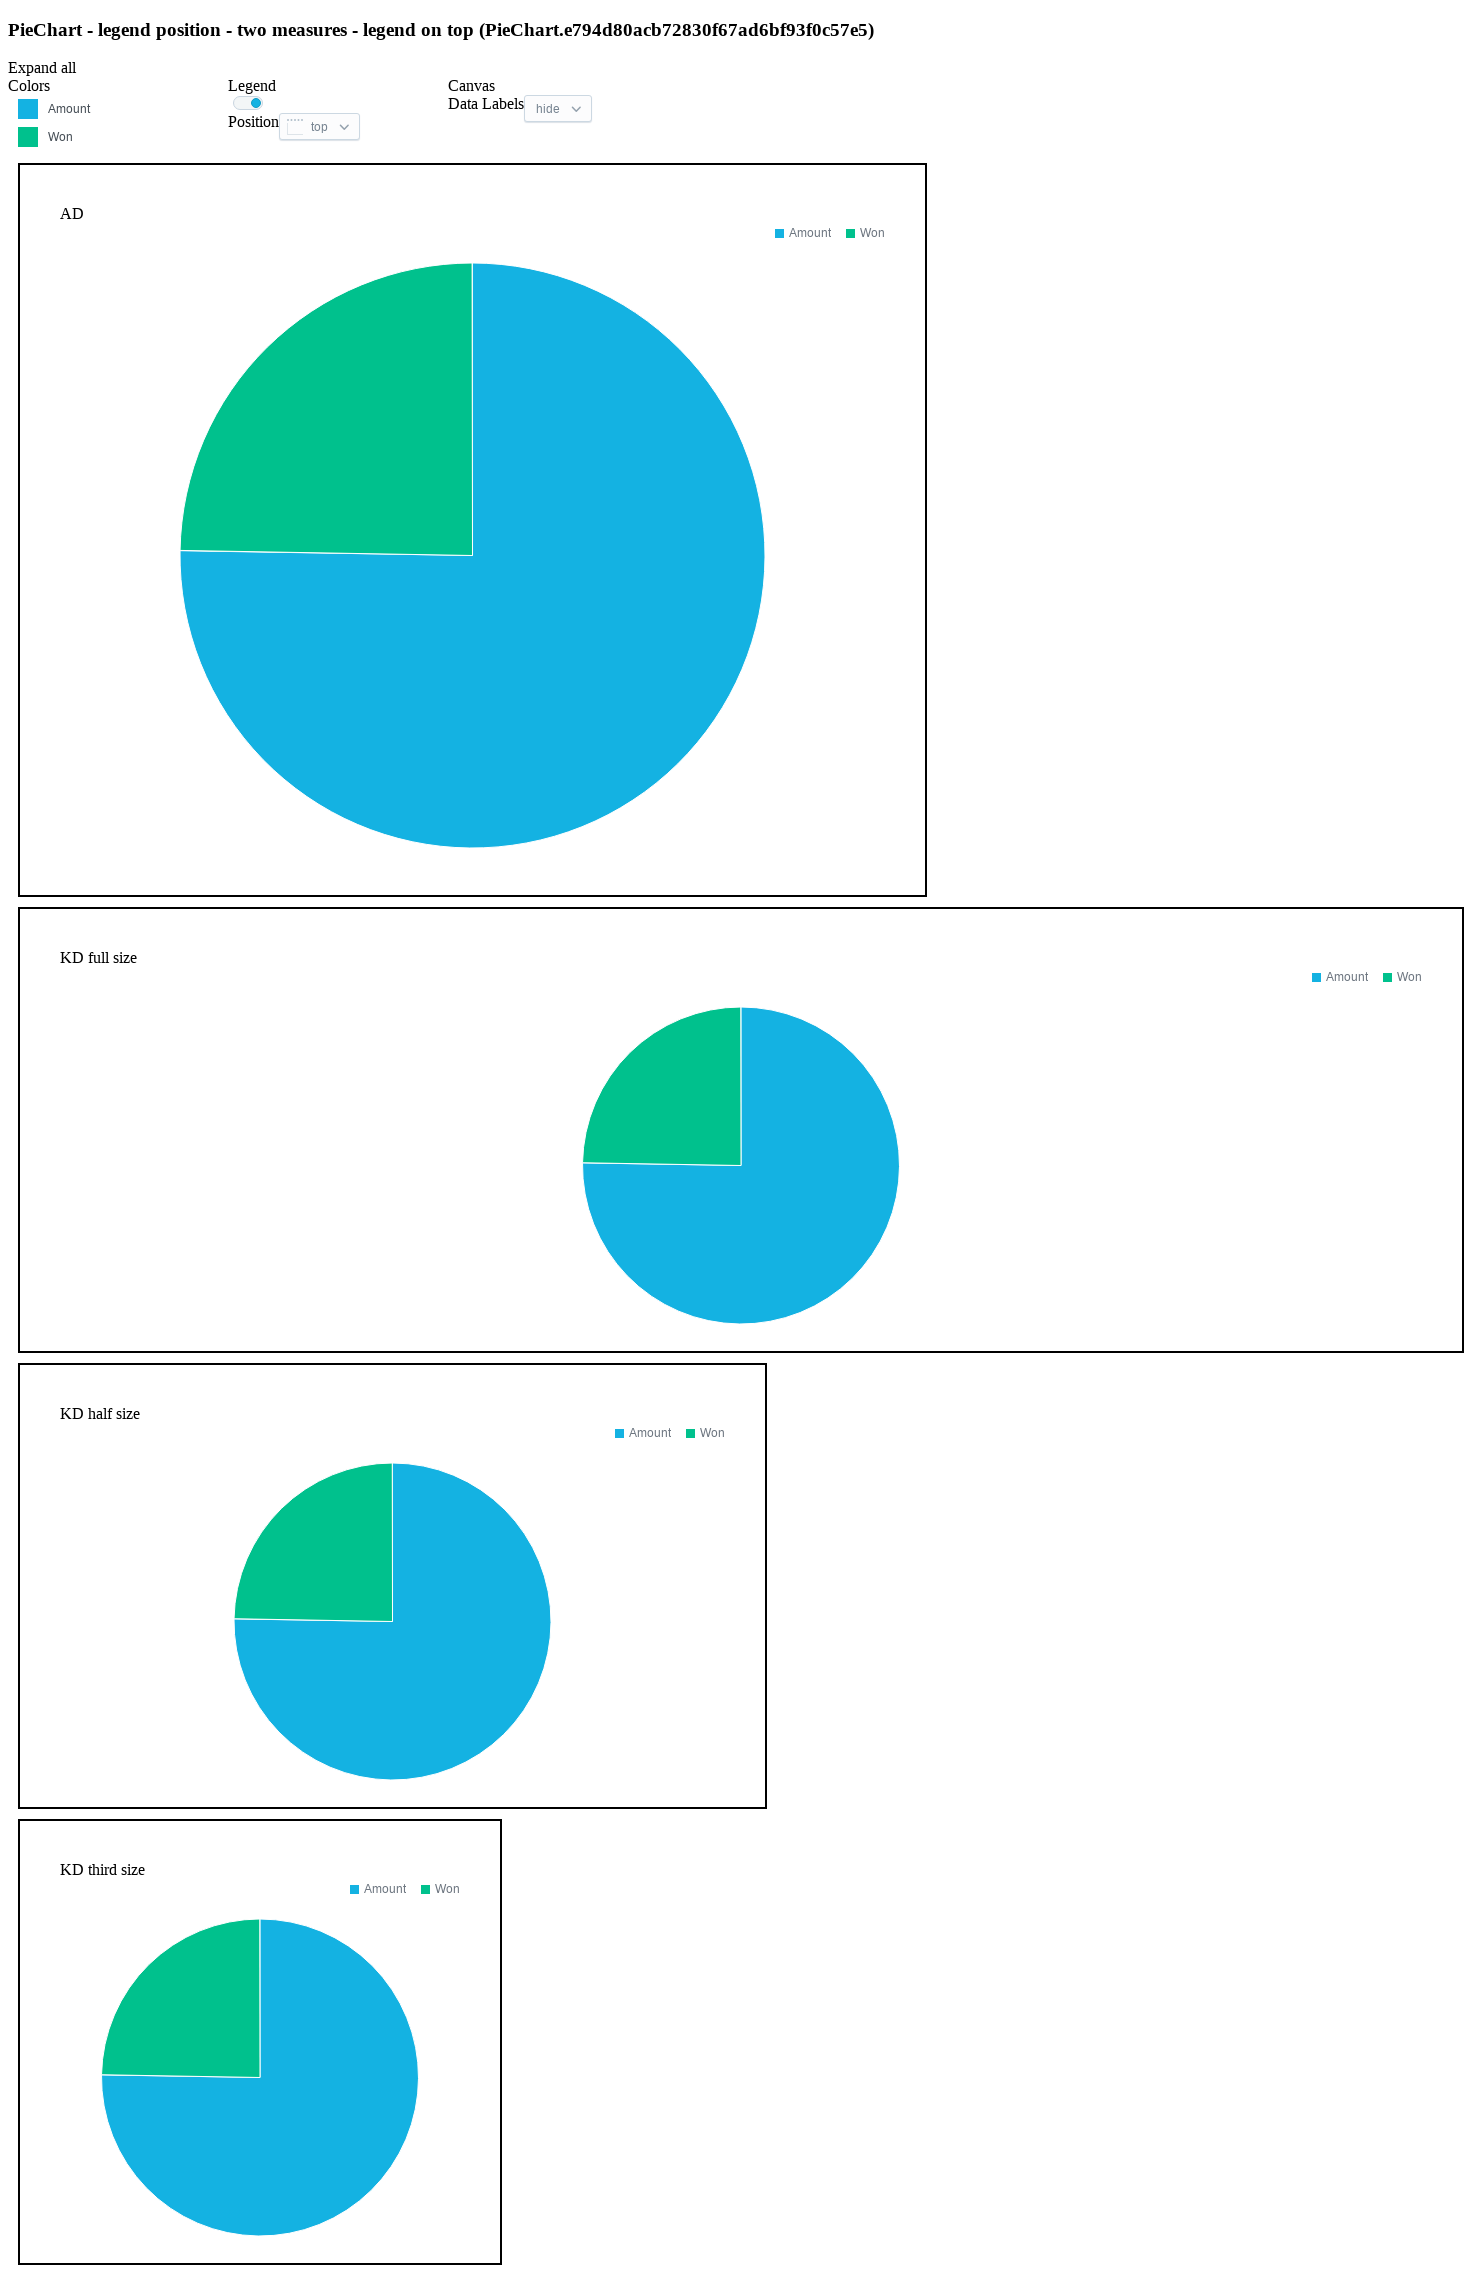 PieChart - legend position - two measures - legend on top (PieChart.e794d80acb72830f67ad6bf93f0c57e5)
Expand all
Colors
Amount
Won
Legend
Position top
Canvas
Data Labels hide
AD
Amount Won
KD full size
Amount Won
KD half size
Amount Won
KD third size
Amount Won